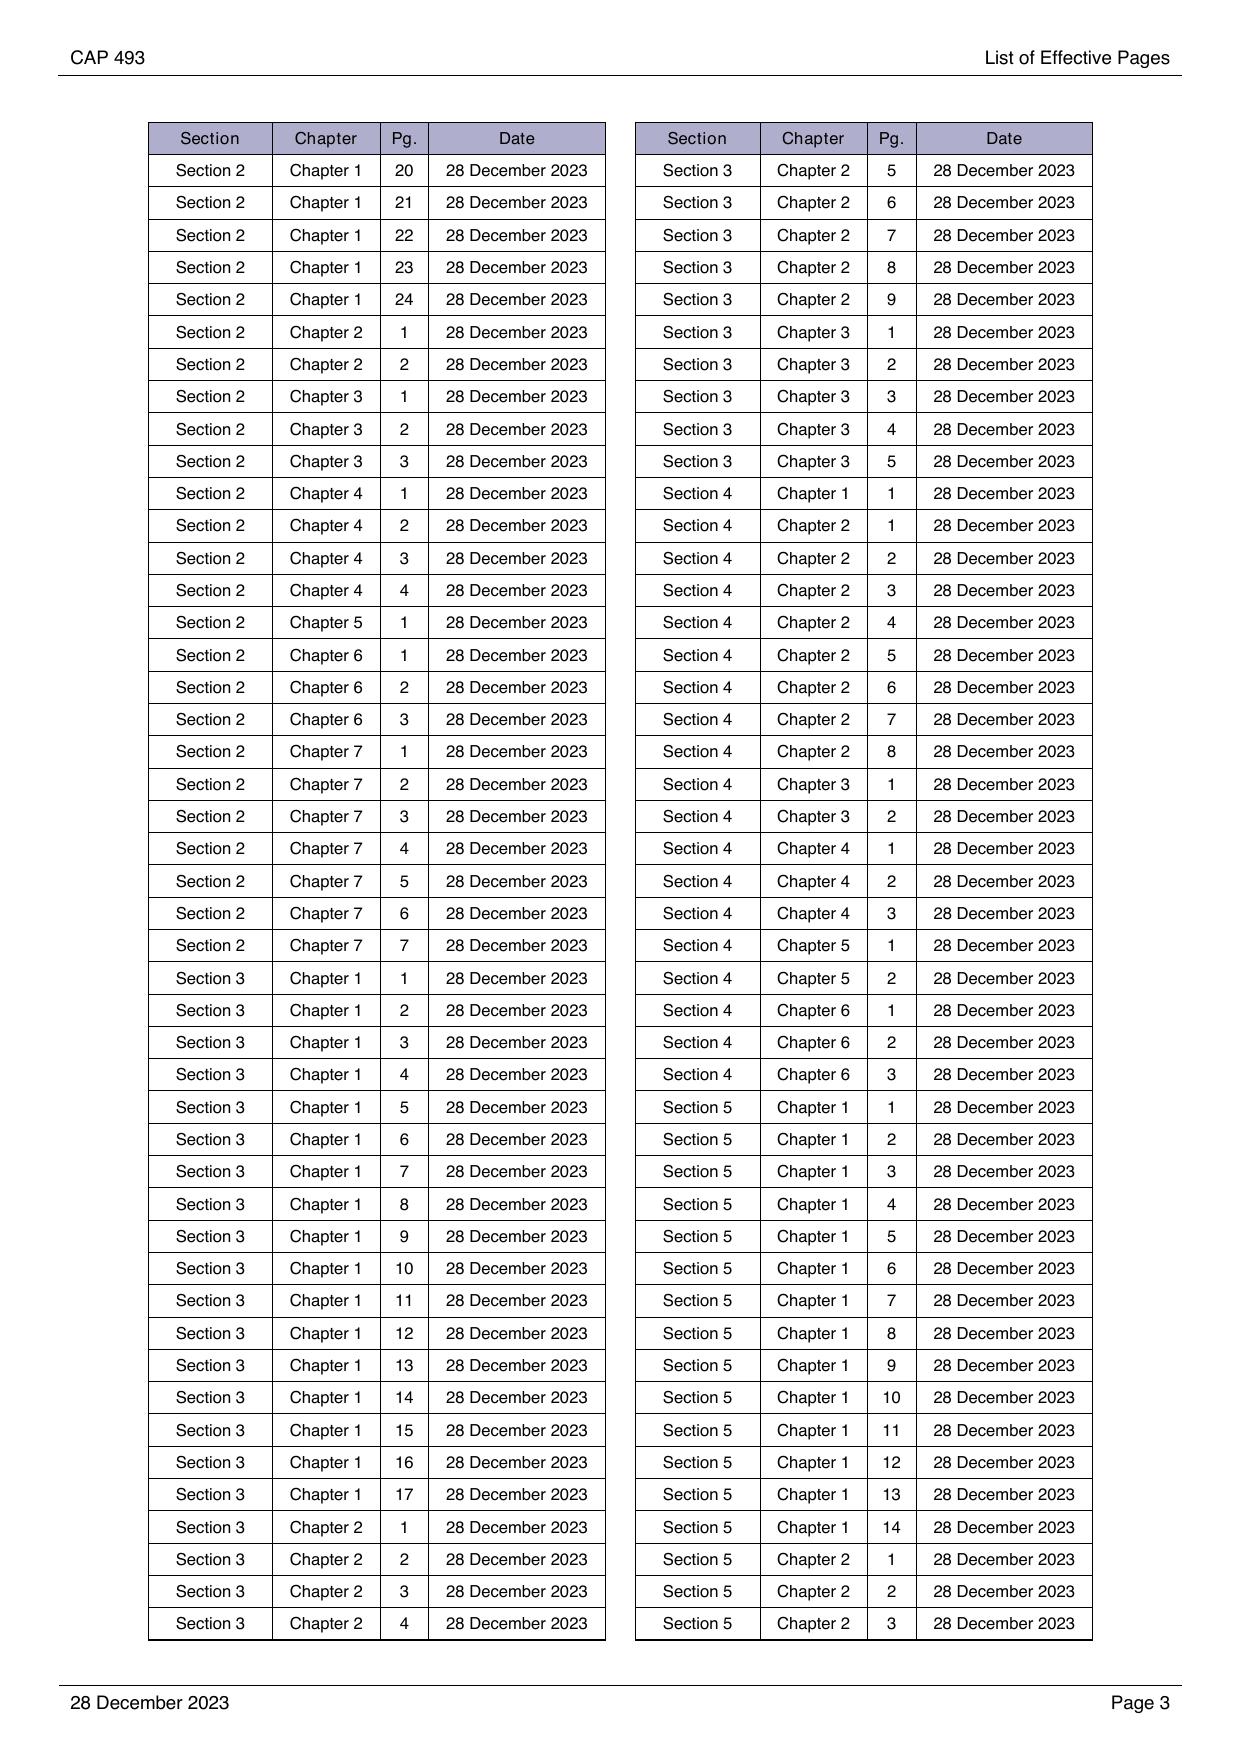 CAP 493 List of Effective Pages
Section Chapter Pg. Date
Section 2 Chapter 1 20 28 December 2023
Section 2 Chapter 1 21 28 December 2023
Section 2 Chapter 1 22 28 December 2023
Section 2 Chapter 1 23 28 December 2023
Section 2 Chapter 1 24 28 December 2023
Section 2 Chapter 2 1 28 December 2023
Section 2 Chapter 2 2 28 December 2023
Section 2 Chapter 3 1 28 December 2023
Section 2 Chapter 3 2 28 December 2023
Section 2 Chapter 3 3 28 December 2023
Section 2 Chapter 4 1 28 December 2023
Section 2 Chapter 4 2 28 December 2023
Section 2 Chapter 4 3 28 December 2023
Section 2 Chapter 4 4 28 December 2023
Section 2 Chapter 5 1 28 December 2023
Section 2 Chapter 6 1 28 December 2023
Section 2 Chapter 6 2 28 December 2023
Section 2 Chapter 6 3 28 December 2023
Section 2 Chapter 7 1 28 December 2023
Section 2 Chapter 7 2 28 December 2023
Section 2 Chapter 7 3 28 December 2023
Section 2 Chapter 7 4 28 December 2023
Section 2 Chapter 7 5 28 December 2023
Section 2 Chapter 7 6 28 December 2023
Section 2 Chapter 7 7 28 December 2023
Section 3 Chapter 1 1 28 December 2023
Section 3 Chapter 1 2 28 December 2023
Section 3 Chapter 1 3 28 December 2023
Section 3 Chapter 1 4 28 December 2023
Section 3 Chapter 1 5 28 December 2023
Section 3 Chapter 1 6 28 December 2023
Section 3 Chapter 1 7 28 December 2023
Section 3 Chapter 1 8 28 December 2023
Section 3 Chapter 1 9 28 December 2023
Section 3 Chapter 1 10 28 December 2023
Section 3 Chapter 1 11 28 December 2023
Section 3 Chapter 1 12 28 December 2023
Section 3 Chapter 1 13 28 December 2023
Section 3 Chapter 1 14 28 December 2023
Section 3 Chapter 1 15 28 December 2023
Section 3 Chapter 1 16 28 December 2023
Section 3 Chapter 1 17 28 December 2023
Section 3 Chapter 2 1 28 December 2023
Section 3 Chapter 2 2 28 December 2023
Section 3 Chapter 2 3 28 December 2023
Section 3 Chapter 2 4 28 December 2023
Section Chapter Pg. Date
Section 3 Chapter 2 5 28 December 2023
Section 3 Chapter 2 6 28 December 2023
Section 3 Chapter 2 7 28 December 2023
Section 3 Chapter 2 8 28 December 2023
Section 3 Chapter 2 9 28 December 2023
Section 3 Chapter 3 1 28 December 2023
Section 3 Chapter 3 2 28 December 2023
Section 3 Chapter 3 3 28 December 2023
Section 3 Chapter 3 4 28 December 2023
Section 3 Chapter 3 5 28 December 2023
Section 4 Chapter 1 1 28 December 2023
Section 4 Chapter 2 1 28 December 2023
Section 4 Chapter 2 2 28 December 2023
Section 4 Chapter 2 3 28 December 2023
Section 4 Chapter 2 4 28 December 2023
Section 4 Chapter 2 5 28 December 2023
Section 4 Chapter 2 6 28 December 2023
Section 4 Chapter 2 7 28 December 2023
Section 4 Chapter 2 8 28 December 2023
Section 4 Chapter 3 1 28 December 2023
Section 4 Chapter 3 2 28 December 2023
Section 4 Chapter 4 1 28 December 2023
Section 4 Chapter 4 2 28 December 2023
Section 4 Chapter 4 3 28 December 2023
Section 4 Chapter 5 1 28 December 2023
Section 4 Chapter 5 2 28 December 2023
Section 4 Chapter 6 1 28 December 2023
Section 4 Chapter 6 2 28 December 2023
Section 4 Chapter 6 3 28 December 2023
Section 5 Chapter 1 1 28 December 2023
Section 5 Chapter 1 2 28 December 2023
Section 5 Chapter 1 3 28 December 2023
Section 5 Chapter 1 4 28 December 2023
Section 5 Chapter 1 5 28 December 2023
Section 5 Chapter 1 6 28 December 2023
Section 5 Chapter 1 7 28 December 2023
Section 5 Chapter 1 8 28 December 2023
Section 5 Chapter 1 9 28 December 2023
Section 5 Chapter 1 10 28 December 2023
Section 5 Chapter 1 11 28 December 2023
Section 5 Chapter 1 12 28 December 2023
Section 5 Chapter 1 13 28 December 2023
Section 5 Chapter 1 14 28 December 2023
Section 5 Chapter 2 1 28 December 2023
Section 5 Chapter 2 2 28 December 2023
Section 5 Chapter 2 3 28 December 2023
28 December 2023 Page 3